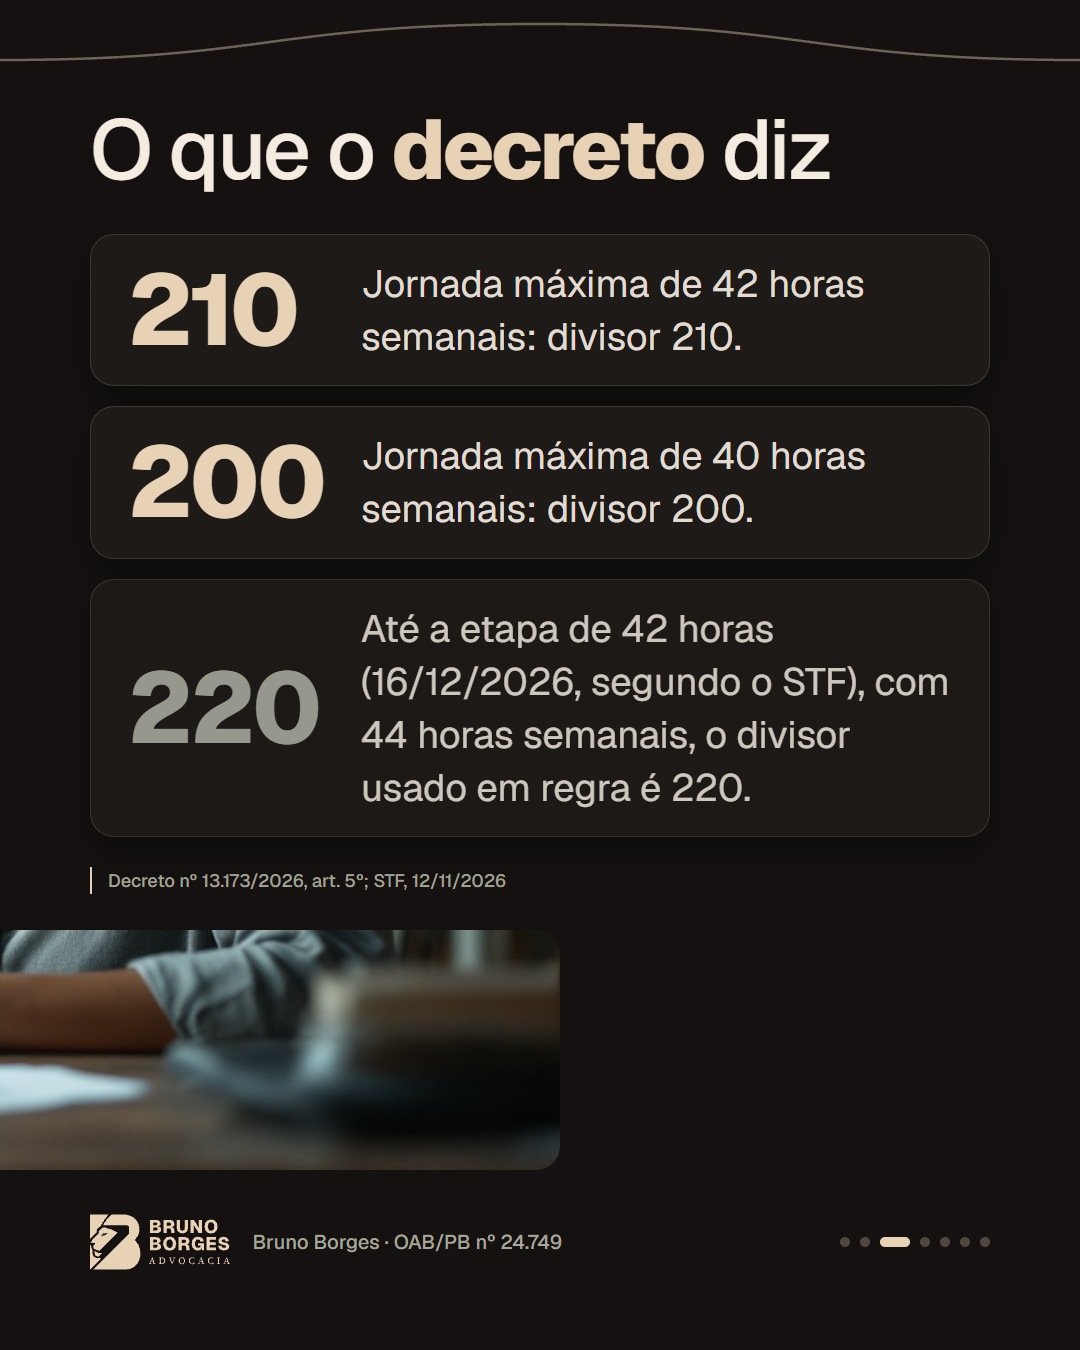 O que o decreto diz
210
Jornada máxima de 42 horas
semanais: divisor 210.
200
Jornada máxima de 40 horas
semanais: divisor 200.
220
Até a etapa de 42 horas
(16/12/2026, segundo o STF), com
44 horas semanais, o divisor
usado em regra é 220.
Decreto nº 13.173/2026, art. 5º; STF, 12/11/2026
BRUNO
BORGES
ADVOCACIA
Bruno Borges · OAB/PB nº 24.749